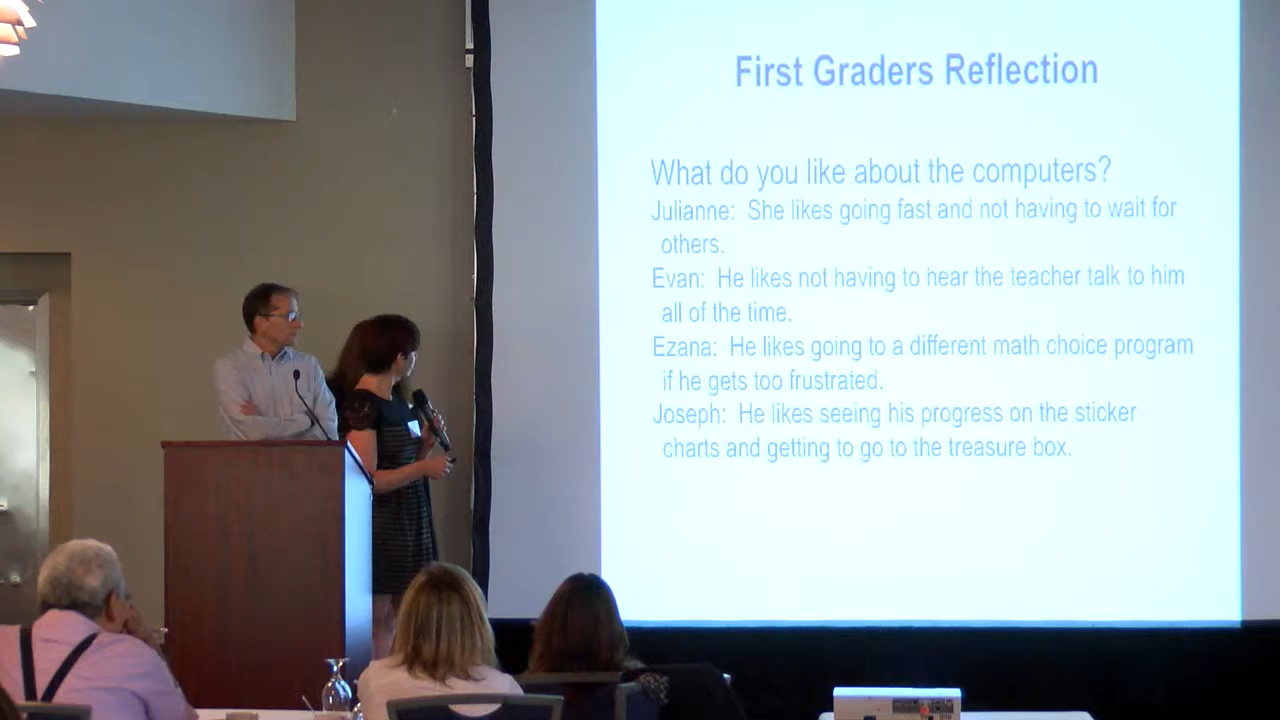 First Graders Reflection
What do you like about the computers?
Julianne: She likes going fast and not having to wait for
others.
Evan: He likes not having to hear the teacher talk to him
all of the time.
Ezana: He likes going to a different math choice program
if he gets too frustrated.
Joseph: He likes seeing his progress on the sticker
charts and getting to go to the treasure box.